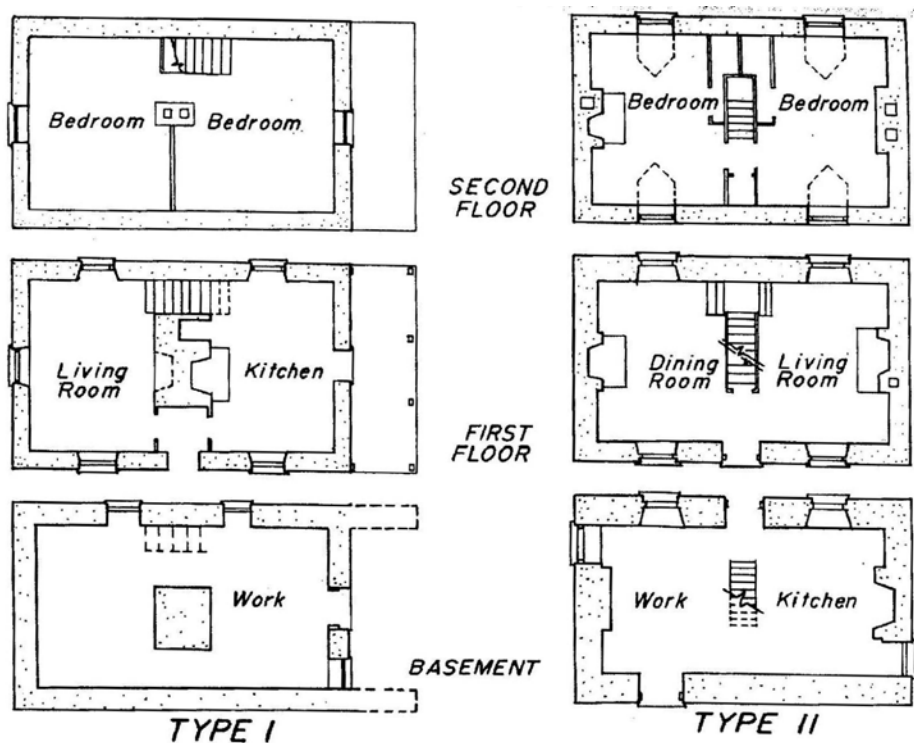 Bedroom
Bedroom
Bedroom
Bedroom
SECOND
FLOOR
Living
Room
Kitchen
Dining
Room
Living
Room
FIRST
FLOOR
Work
Work
Kitchen
BASEMENT
TYPE I
TYPE II